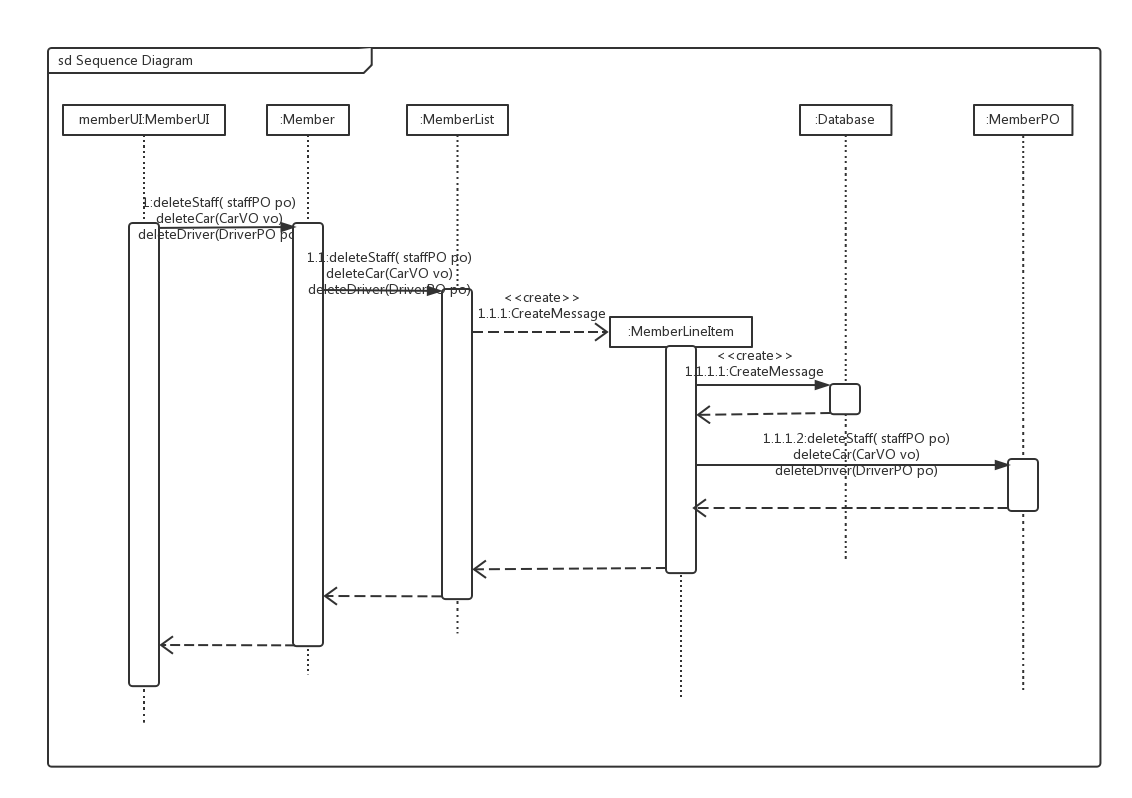 sd Sequence Diagram
memberUI:MemberUI
:Member
:MemberList
:Database
:MemberPO
1:deleteStaff( staffPO po)
deleteCar(CarVO vo)
deleteDriver(DriverPO po
1.1:deleteStaff( staffPO po)
deleteCar(CarVO vo)
deleteDriver(DriverPO po)
<<create>>
1.1.1:CreateMessage
:MemberLineItem
<<create>>
1.1.1.1:CreateMessage
1.1.1.2:deleteStaff( staffPO po)
deleteCar(CarVO vo)
deleteDriver(DriverPO po)